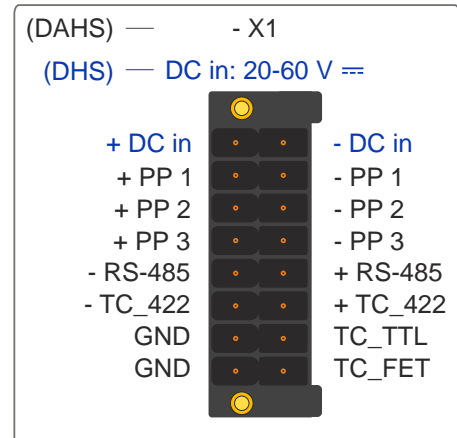 (DAHS) — - X1
(DHS) — DC in: 20-60 V ⎓
+ DC in - DC in
+ PP 1 - PP 1
+ PP 2 - PP 2
+ PP 3 - PP 3
- RS-485 + RS-485
- TC_422 + TC_422
GND TC_TTL
GND TC_FET